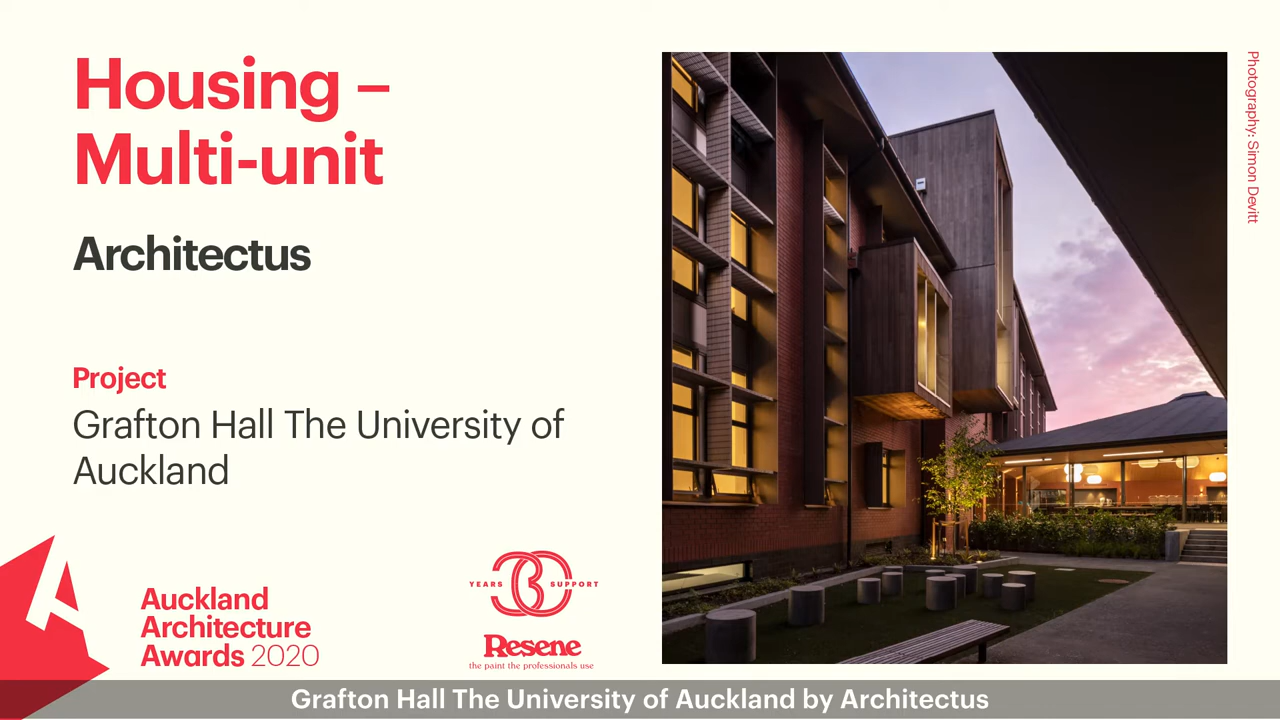 Housing –
Multi-unit
Architectus
Project
Grafton Hall The University of
Auckland
Auckland
Architecture
Awards 2020
YEARS 30 SUPPORT
Resene
the paint the professionals use
Photography: Simon Devitt
Grafton Hall The University of Auckland by Architectus